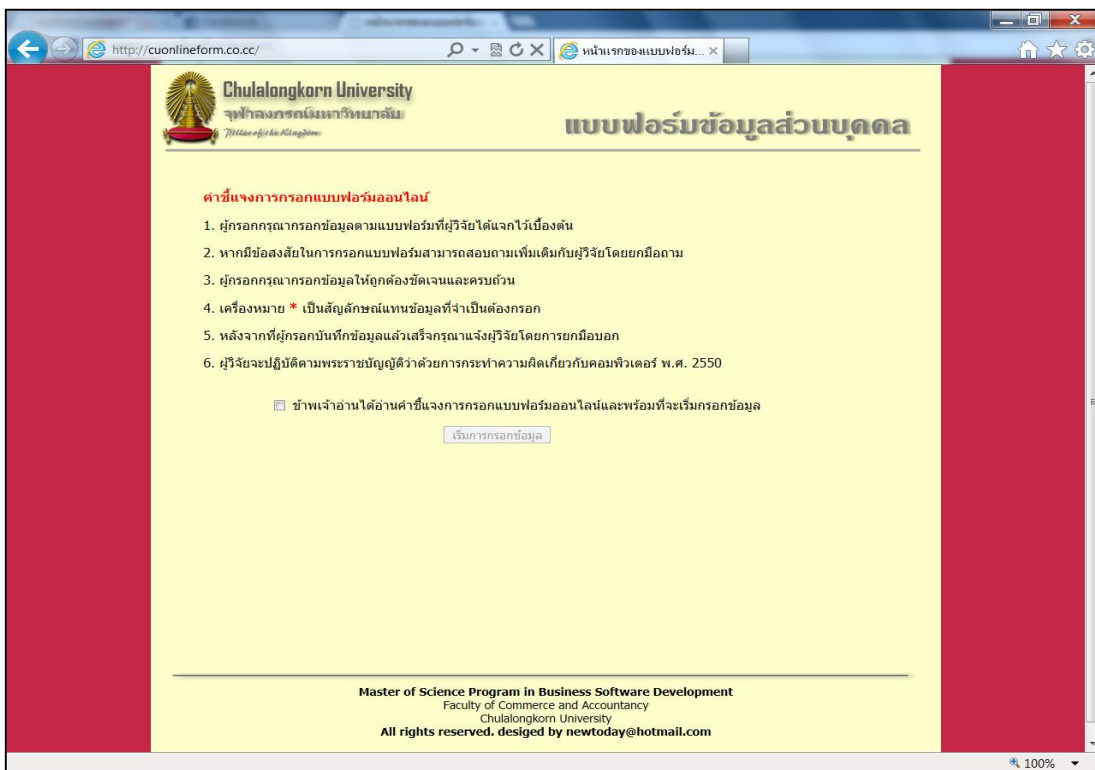 http://cuonlineform.co.cc/
หน้าแรกของแบบฟอร์ม...
Chulalongkorn University
จุฬาลงกรณ์มหาวิทยาลัย
Pillar of the Kingdom
แบบฟอร์มข้อมูลส่วนบุคคล
คำชี้แจงการกรอกแบบฟอร์มออนไลน์
1. ผู้กรอกกรุณากรอกข้อมูลตามแบบฟอร์มที่ผู้วิจัยได้แจกไว้เบื้องต้น
2. หากมีข้อสงสัยในการกรอกแบบฟอร์มสามารถสอบถามเพิ่มเติมกับผู้วิจัยโดยยกมือถาม
3. ผู้กรอกกรุณากรอกข้อมูลให้ถูกต้องชัดเจนและครบถ้วน
4. เครื่องหมาย * เป็นสัญลักษณ์แทนข้อมูลที่จำเป็นต้องกรอก
5. หลังจากที่ผู้กรอกบันทึกข้อมูลแล้วเสร็จกรุณาแจ้งผู้วิจัยโดยการยกมือบอก
6. ผู้วิจัยจะปฏิบัติตามพระราชบัญญัติว่าด้วยการกระทำความผิดเกี่ยวกับคอมพิวเตอร์ พ.ศ. 2550
ข้าพเจ้าอ่านได้อ่านคำชี้แจงการกรอกแบบฟอร์มออนไลน์และพร้อมที่จะเริ่มกรอกข้อมูล
เริ่มการกรอกข้อมูล
Master of Science Program in Business Software Development
Faculty of Commerce and Accountancy
Chulalongkorn University
All rights reserved. desiged by newtoday@hotmail.com
100%